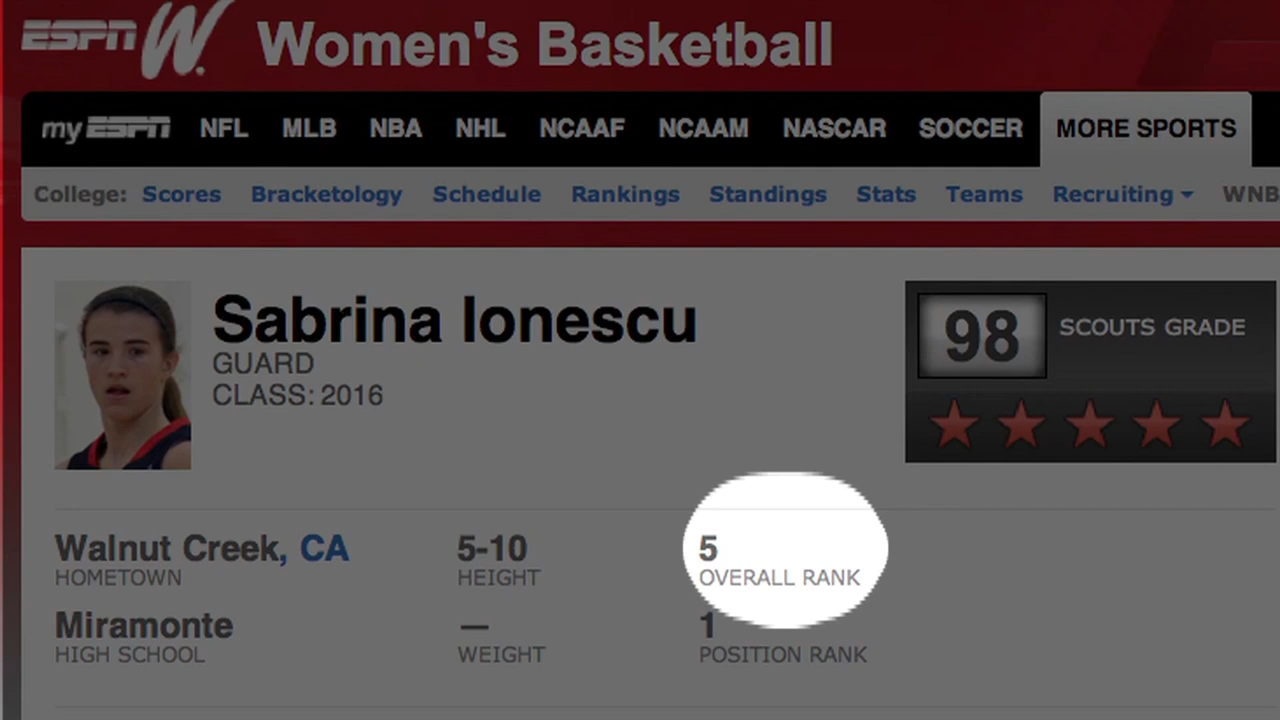 ESPN W. Women's Basketball
my ESPN NFL MLB NBA NHL NCAAF NCAAM NASCAR SOCCER MORE SPORTS
College: Scores Bracketology Schedule Rankings Standings Stats Teams Recruiting WNB
Sabrina Ionescu
GUARD
CLASS: 2016
98 SCOUTS GRADE
Walnut Creek, CA
HOMETOWN
5-10
HEIGHT
5
OVERALL RANK
Miramonte
HIGH SCHOOL
—
WEIGHT
1
POSITION RANK